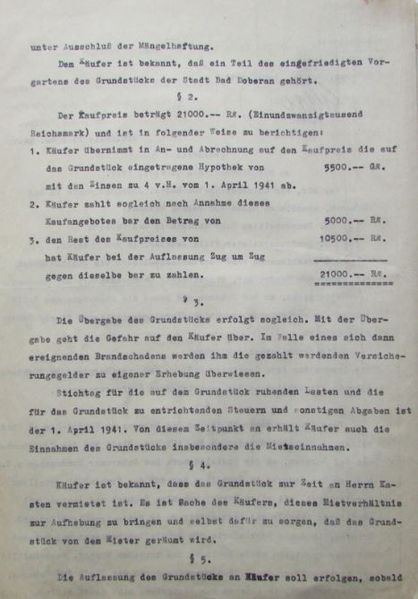 unter Ausschluß der Mängelhaftung.
Dem Käufer ist bekannt, daß ein Teil des eingefriedigten Vor-
gartens des Grundstücks der Stadt Bad Doberan gehört.
§ 2.
Der Kaufpreis beträgt 21000.-- RM. (Einundzwanzigtausend
Reichsmark) und ist in folgender Weise zu berichtigen:
1. Käufer übernimmt in An- und Abrechnung auf den Kaufpreis die auf
das Grundstück eingetragene Hypothek von 5500.-- GM.
mit den Zinsen zu 4 v.H. vom 1. April 1941 ab.
2. Käufer zahlt sogleich nach Annahme dieses
Kaufangebotes bar den Betrag von 5000.-- RM.
3. den Rest des Kaufpreises von 10500.-- RM.
hat Käufer bei der Auflassung Zug um Zug
gegen dieselbe bar zu zahlen. 21000.-- RM.
§ 3.
Die Übergabe des Grundstücks erfolgt sogleich. Mit der Über-
gabe geht die Gefahr auf den Käufer über. Im Falle eines sich dann
ereignenden Brandschadens werden ihm die gezahlt werdenden Versiche-
rungsgelder zu eigener Erhebung überwiesen.
Stichtag für die auf dem Grundstück ruhenden Lasten und die
für das Grundstück zu entrichtenden Steuern und sonstigen Abgaben ist
der 1. April 1941. Von diesem Zeitpunkt an erhält Käufer auch die
Einnahmen des Grundstücks insbesondere die Mietseinnahmen.
§ 4.
Käufer ist bekannt, dass das Grundstück zur Zeit an Herrn Ka-
sten vermietet ist. Es ist Sache des Käufers, dieses Mietverhältnis
zur Aufhebung zu bringen und selbst dafür zu sorgen, daß das Grund-
stück von dem Mieter geräumt wird.
§ 5.
Die Auflassung des Grundstücks an Käufer soll erfolgen, sobald